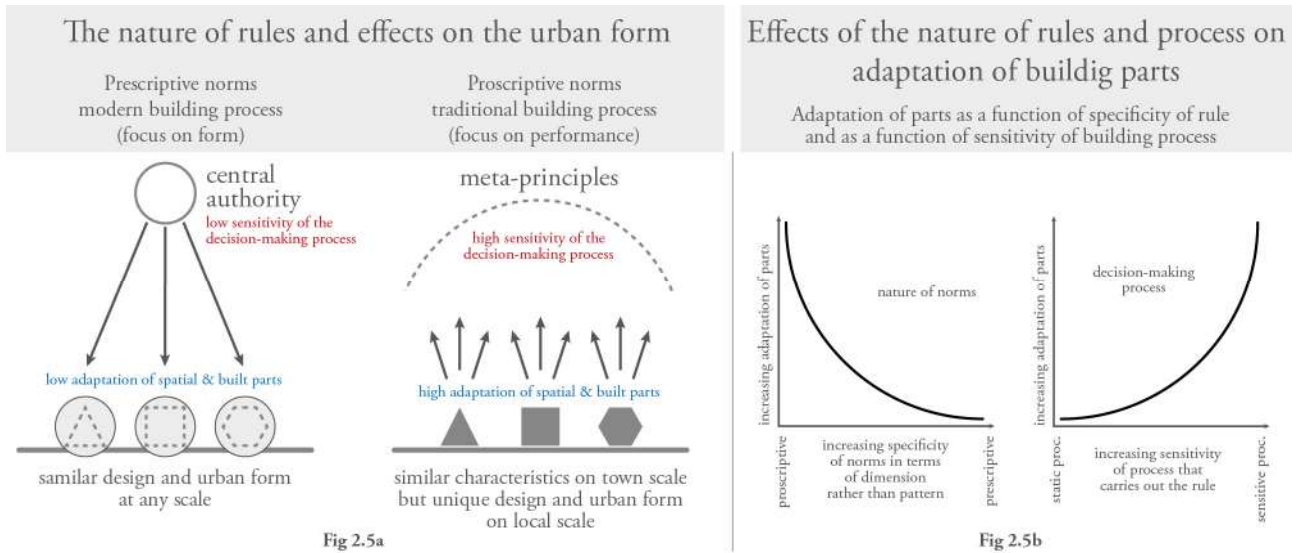 The nature of rules and effects on the urban form
Prescriptive norms
modern building process
(focus on form)
Proscriptive norms
traditional building process
(focus on performance)
central
authority
low sensitivity of the
decision-making process
low adaptation of spatial & built parts
samilar design and urban form
at any scale
meta-principles
high sensitivity of the
decision-making process
high adaptation of spatial & built parts
similar characteristics on town scale
but unique design and urban form
on local scale
Fig 2.5a
Effects of the nature of rules and process on
adaptation of buildig parts
Adaptation of parts as a function of specificity of rule
and as a function of sensitivity of building process
increasing adaptation of parts
nature of norms
proscriptive
increasing specificity
of norms in terms
of dimension
rather than pattern
prescriptive
increasing adaptation of parts
decision-making
process
static proc.
increasing sensitivity
of process that
carries out the rule
sensitive proc.
Fig 2.5b